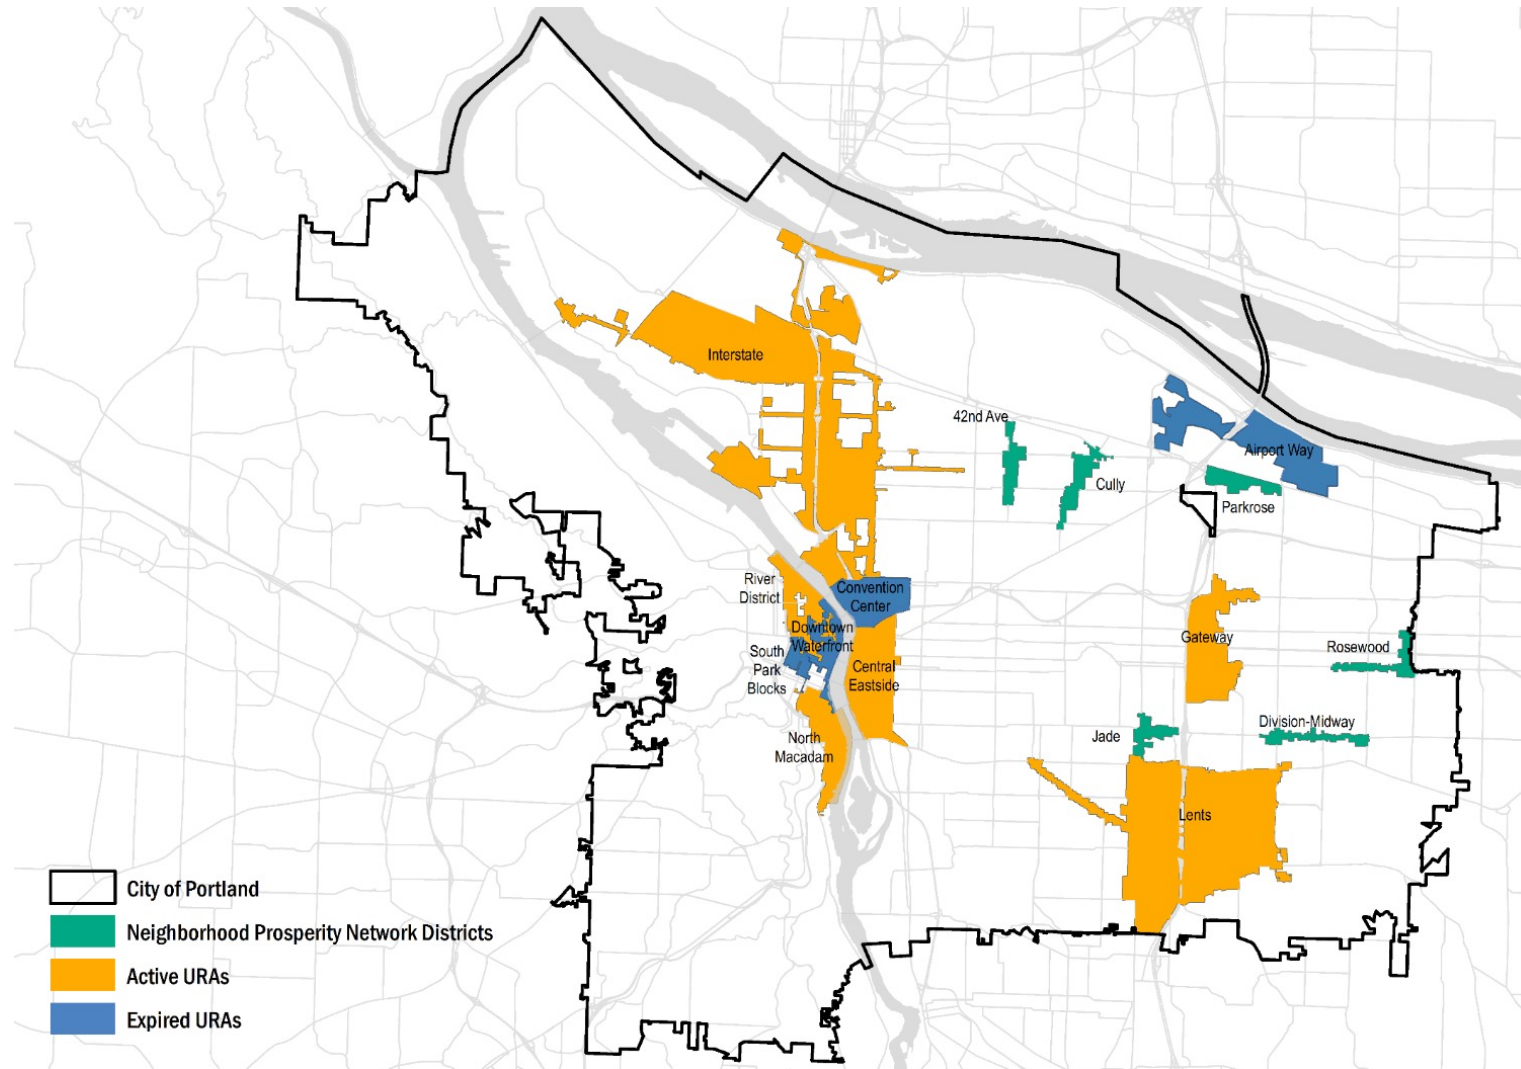 Interstate
42nd Ave
Airport Way
Cully
Parkrose
River
District
Convention
Center
Downtown
Waterfront
Gateway
Rosewood
South
Park
Blocks
Central
Eastside
Division-Midway
Jade
North
Macadam
Lents
City of Portland
Neighborhood Prosperity Network Districts
Active URAs
Expired URAs